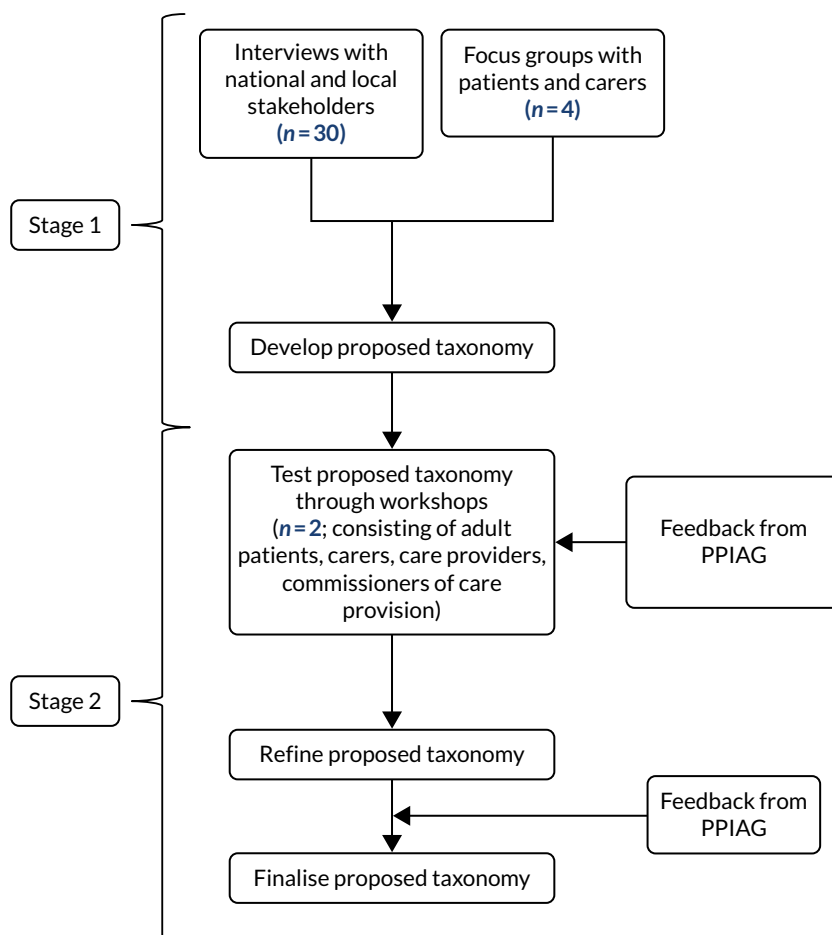 Interviews with
national and local
stakeholders
(n = 30)
Focus groups with
patients and carers
(n = 4)
Stage 1
Develop proposed taxonomy
Test proposed taxonomy
through workshops
(n = 2; consisting of adult
patients, carers, care providers,
commissioners of care
provision)
Feedback from
PPIAG
Stage 2
Refine proposed taxonomy
Feedback from
PPIAG
Finalise proposed taxonomy